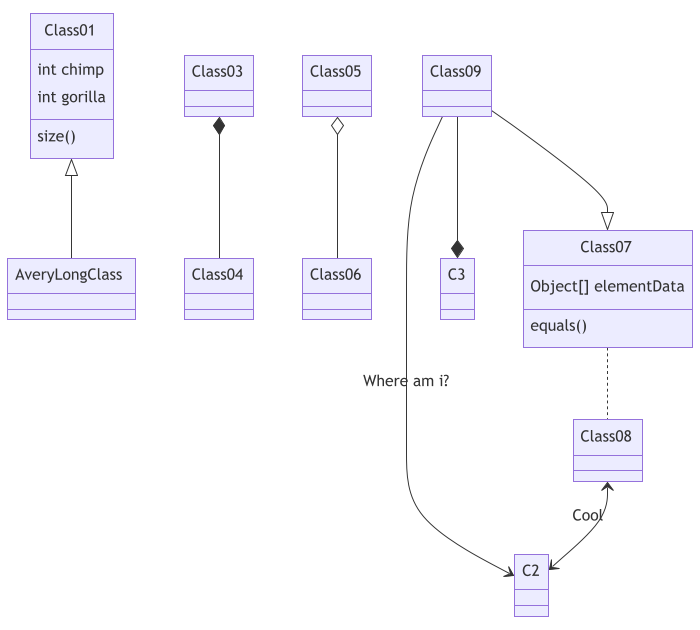 Class01
int chimp
int gorilla
size()
Class03
Class05
Class09
AveryLongClass
Class04
Class06
C3
Class07
Object[] elementData
equals()
Where am i?
Class08
Cool
C2